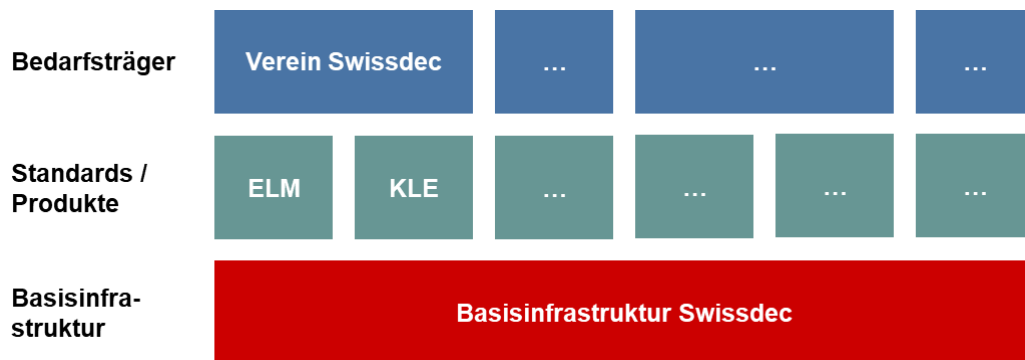 Bedarfsträger
Verein Swissdec
...
...
...
Standards /
Produkte
ELM
KLE
...
...
...
...
Basisinfra-
struktur
Basisinfrastruktur Swissdec